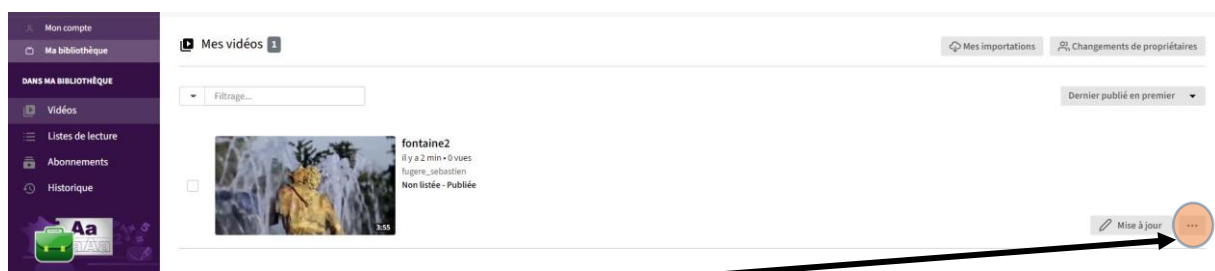 Mon compte
Ma bibliothèque
DANS MA BIBLIOTHÈQUE
Vidéos
Listes de lecture
Abonnements
Historique
Aa
aAa
Mes vidéos 1
Mes importations
Changements de propriétaires
Filtrage...
Dernier publié en premier
fontaine2
il y a 2 min • 0 vues
fugere_sebastien
Non listée - Publiée
3:55
Mise à jour
...